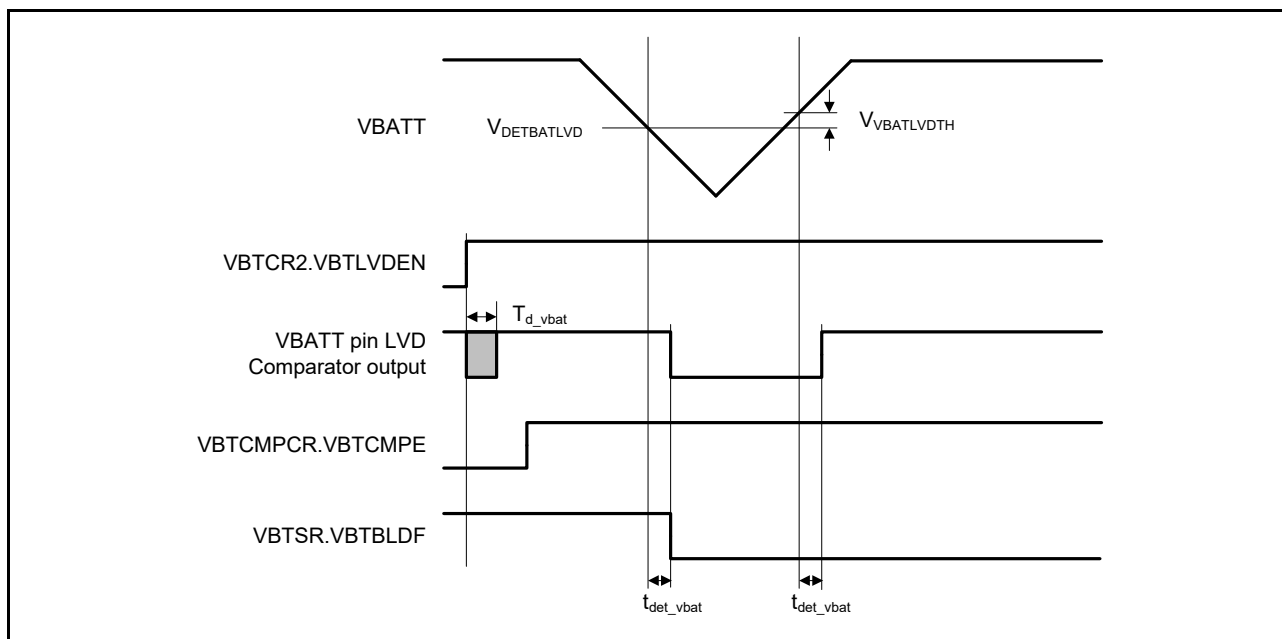 VBATT
VDETBATLVD
VVBATLVDTH
VBTCR2.VBTLVDEN
Td_vbat
VBATT pin LVD
Comparator output
VBTCMPCR.VBTCMPE
VBTSR.VBTBLDF
tdet_vbat
tdet_vbat